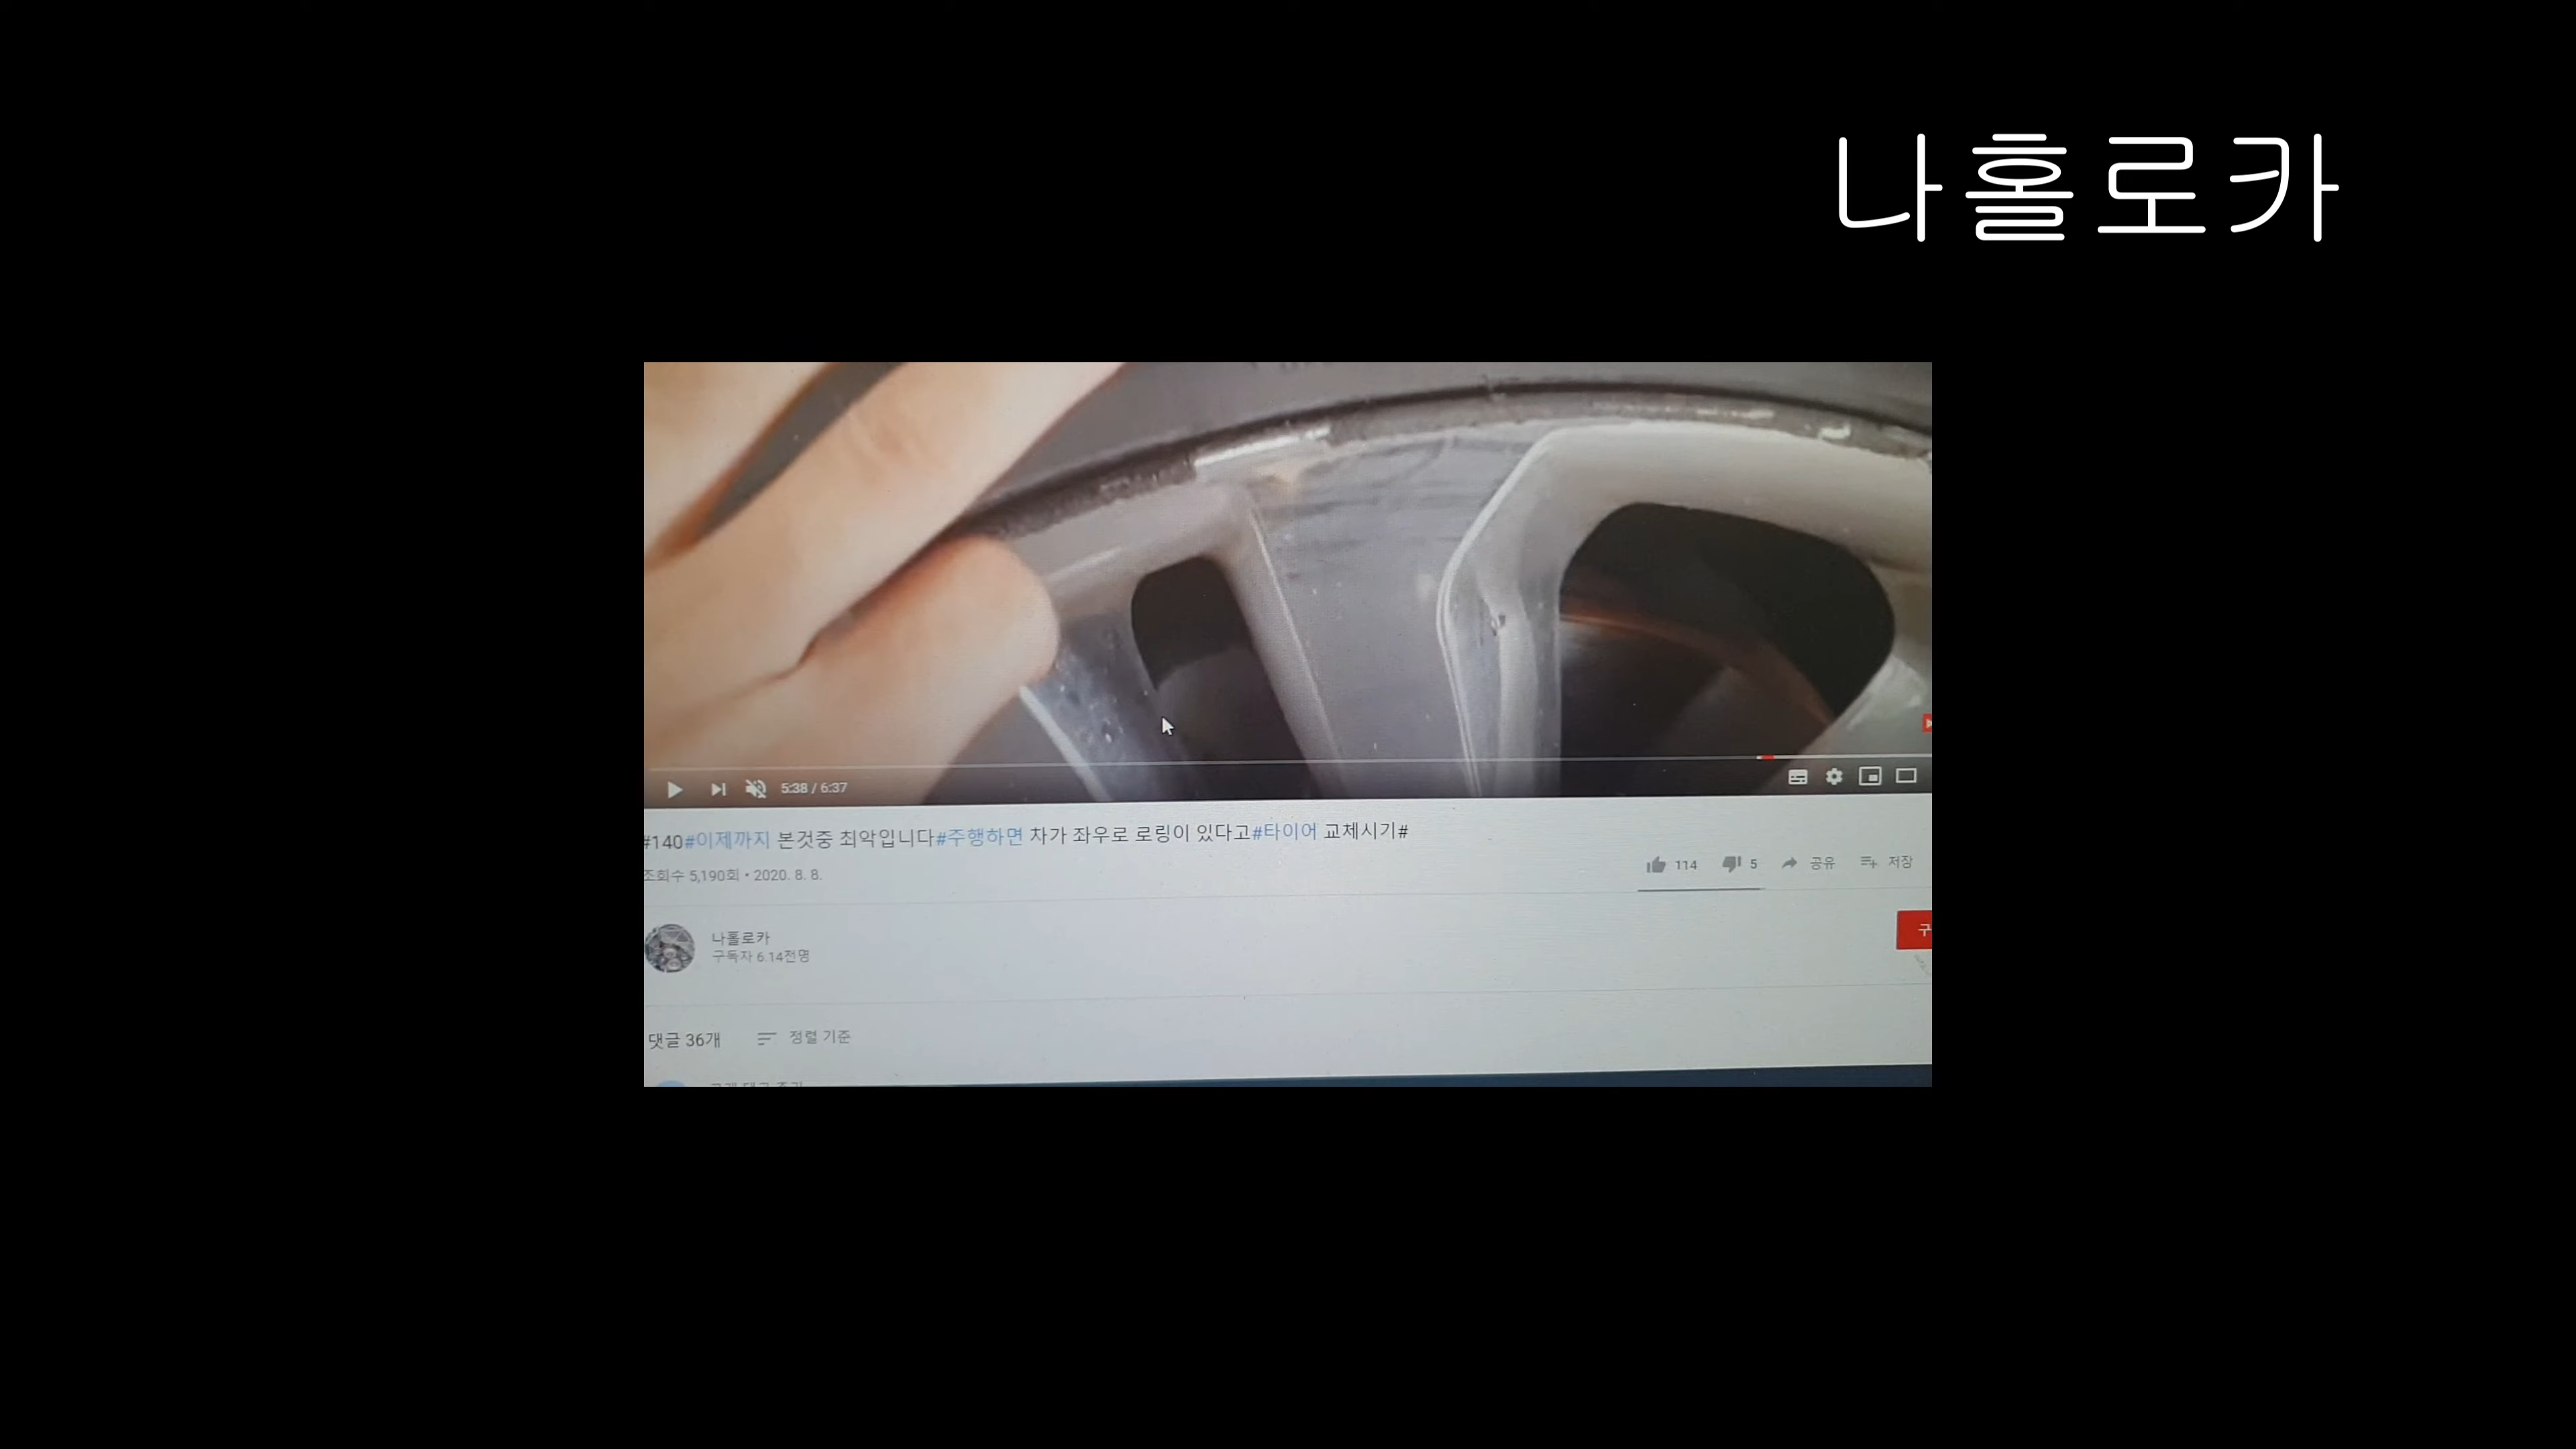 나홀로카
5:38 / 6:37
#140#이제까지 본것중 최악입니다#주행하면 차가 좌우로 로링이 있다고#타이어 교체시기#
조회수 5,190회 • 2020. 8. 8.
114 5 공유 저장
나홀로카
구독자 6.14천명
구
댓글 36개 정렬 기준